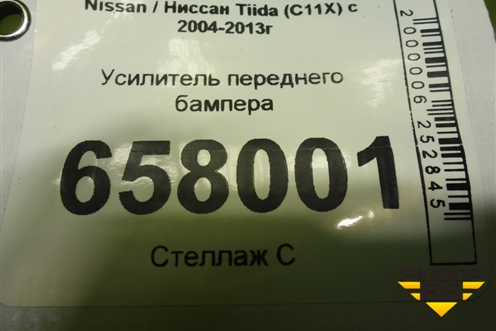 Nissan / Ниссан Tiida (C11X) с
2004-2013г
Усилитель переднего
бампера
658001
Стеллаж С
2000006252845